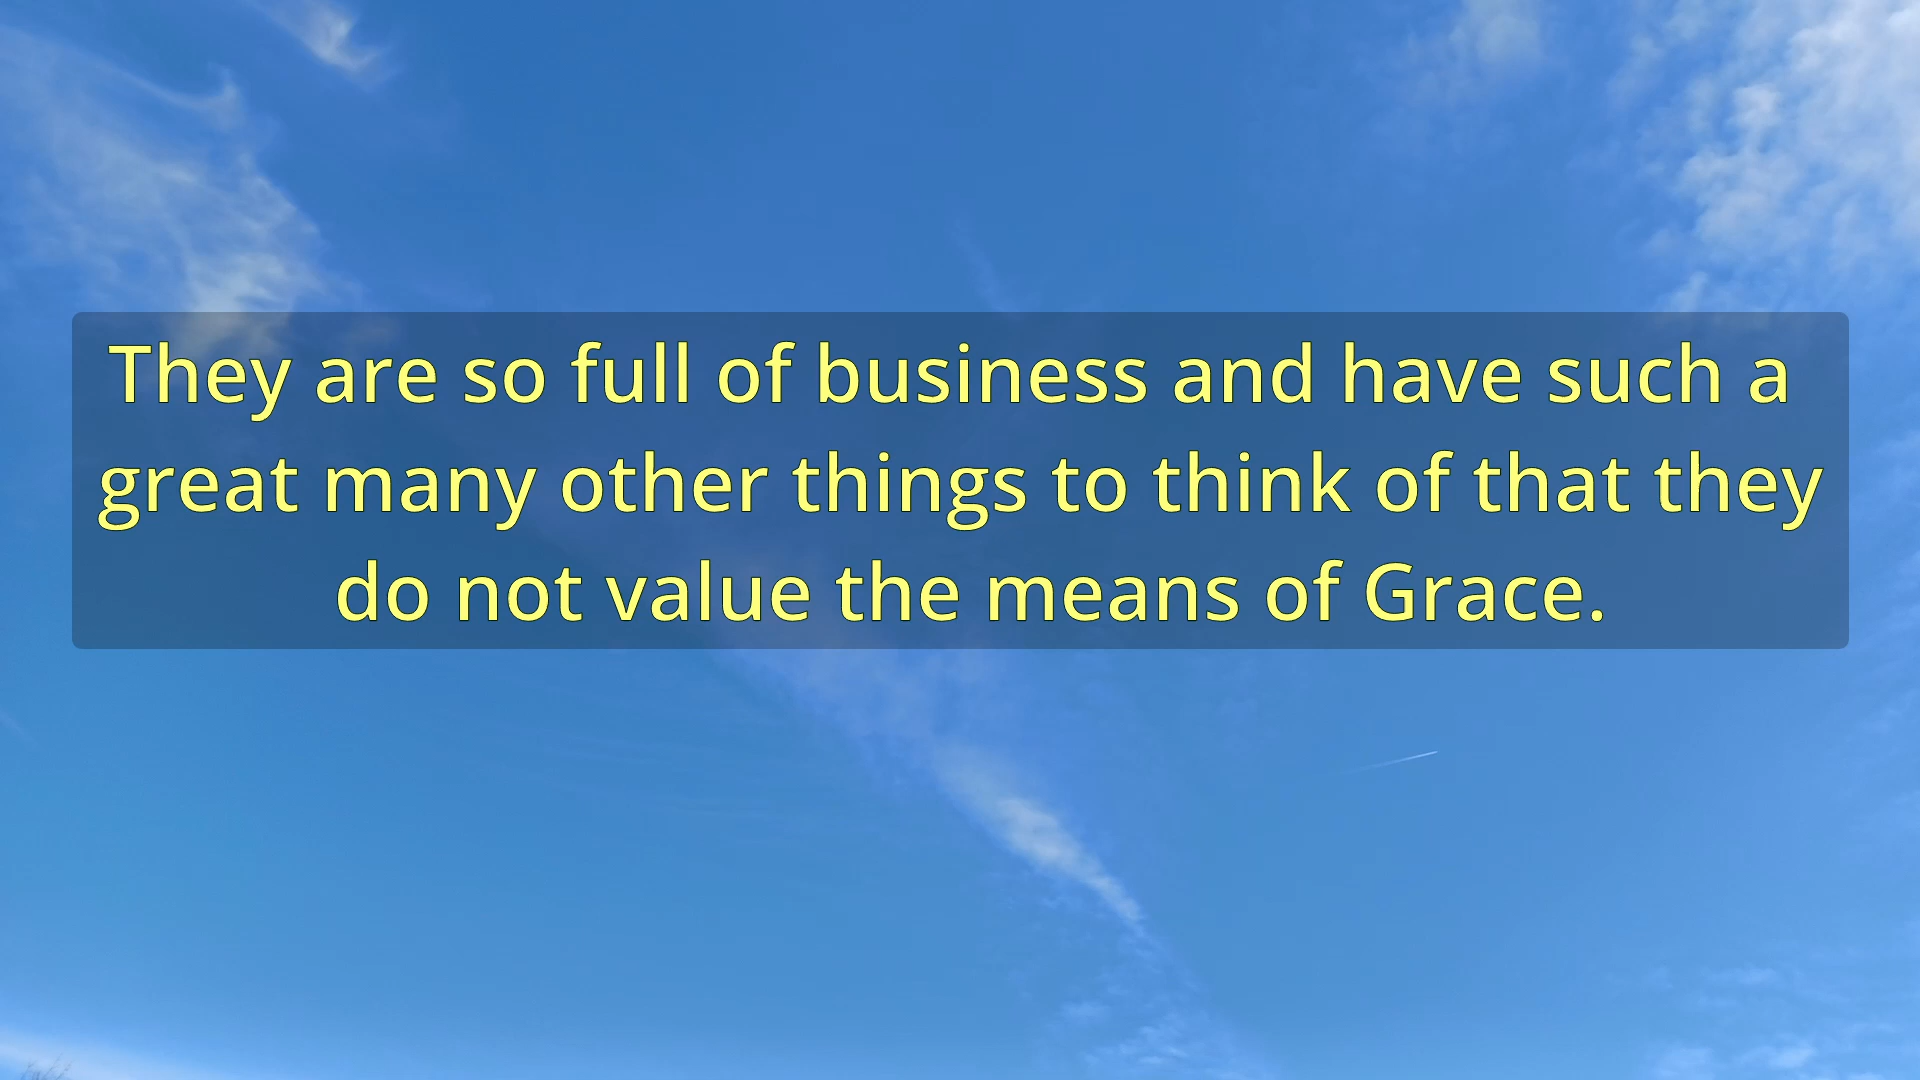 They are so full of business and have such a
great many other things to think of that they
do not value the means of Grace.